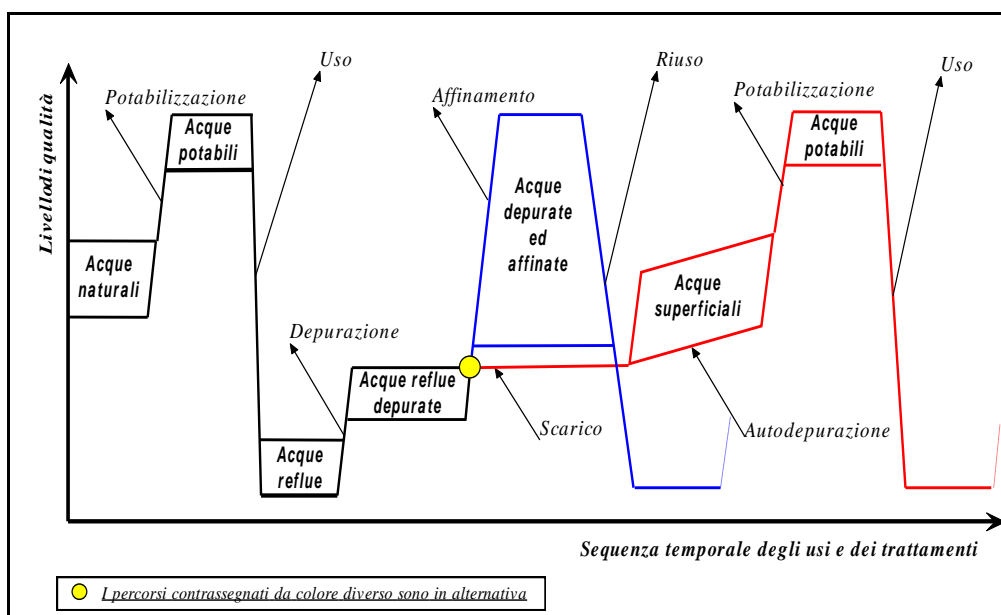 Uso
Riuso
Uso
Potabilizzazione
Affinamento
Potabilizzazione
Livellodi qualità
Acque
potabili
Acque
potabili
Acque
depurate
ed
affinate
Acque
naturali
Acque
superficiali
Depurazione
Acque reflue
depurate
Scarico
Autodepurazione
Acque
reflue
Sequenza temporale degli usi e dei trattamenti
I percorsi contrassegnati da colore diverso sono in alternativa